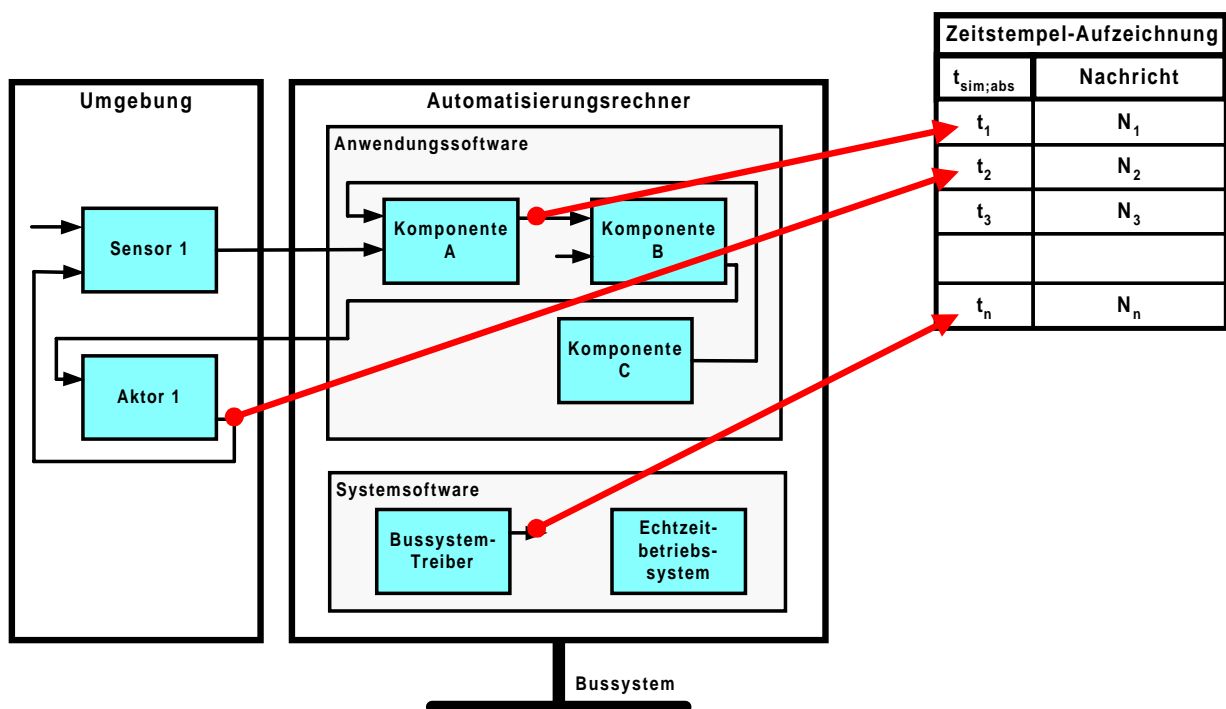 Zeitstempel-Aufzeichnung
t sim;abs Nachricht
t1 N1
t2 N2
t3 N3
tn Nn
Umgebung
Sensor 1
Aktor 1
Automatisierungsrechner
Anwendungssoftware
Komponente
A
Komponente
B
Komponente
C
Systemsoftware
Bussystem-
Treiber
Echtzeit-
betriebs-
system
Bussystem